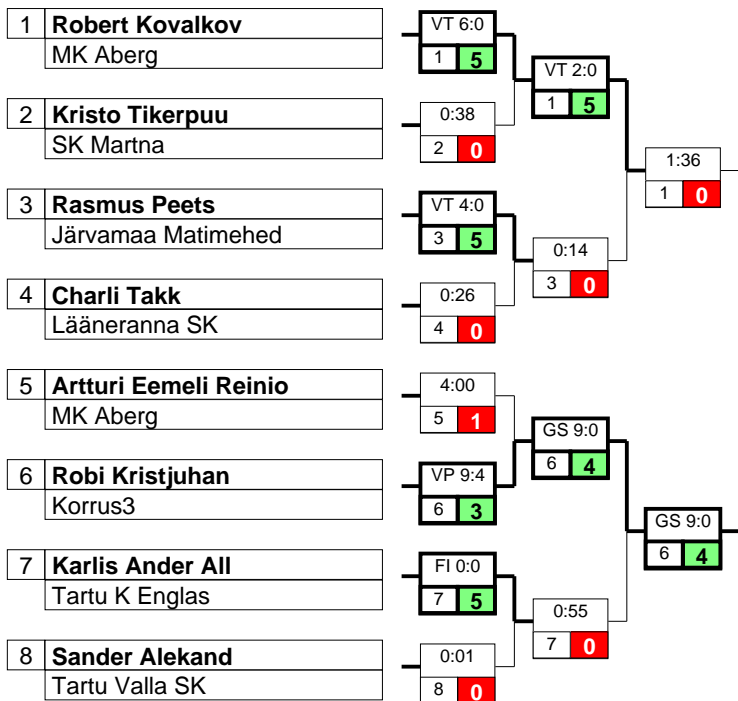 1 Robert Kovalkov
MK Aberg
VT 6:0
1 5
VT 2:0
1 5
2 Kristo Tikerpuu
SK Martna
0:38
2 0
1:36
1 0
3 Rasmus Peets
Järvamaa Matimehed
VT 4:0
3 5
0:14
3 0
4 Charli Takk
Lääneranna SK
0:26
4 0
5 Artturi Eemeli Reinio
MK Aberg
4:00
5 1
GS 9:0
6 4
6 Robi Kristjuhan
Korrus3
VP 9:4
6 3
GS 9:0
6 4
7 Karlis Ander All
Tartu K Englas
FI 0:0
7 5
0:55
7 0
8 Sander Alekand
Tartu Valla SK
0:01
8 0